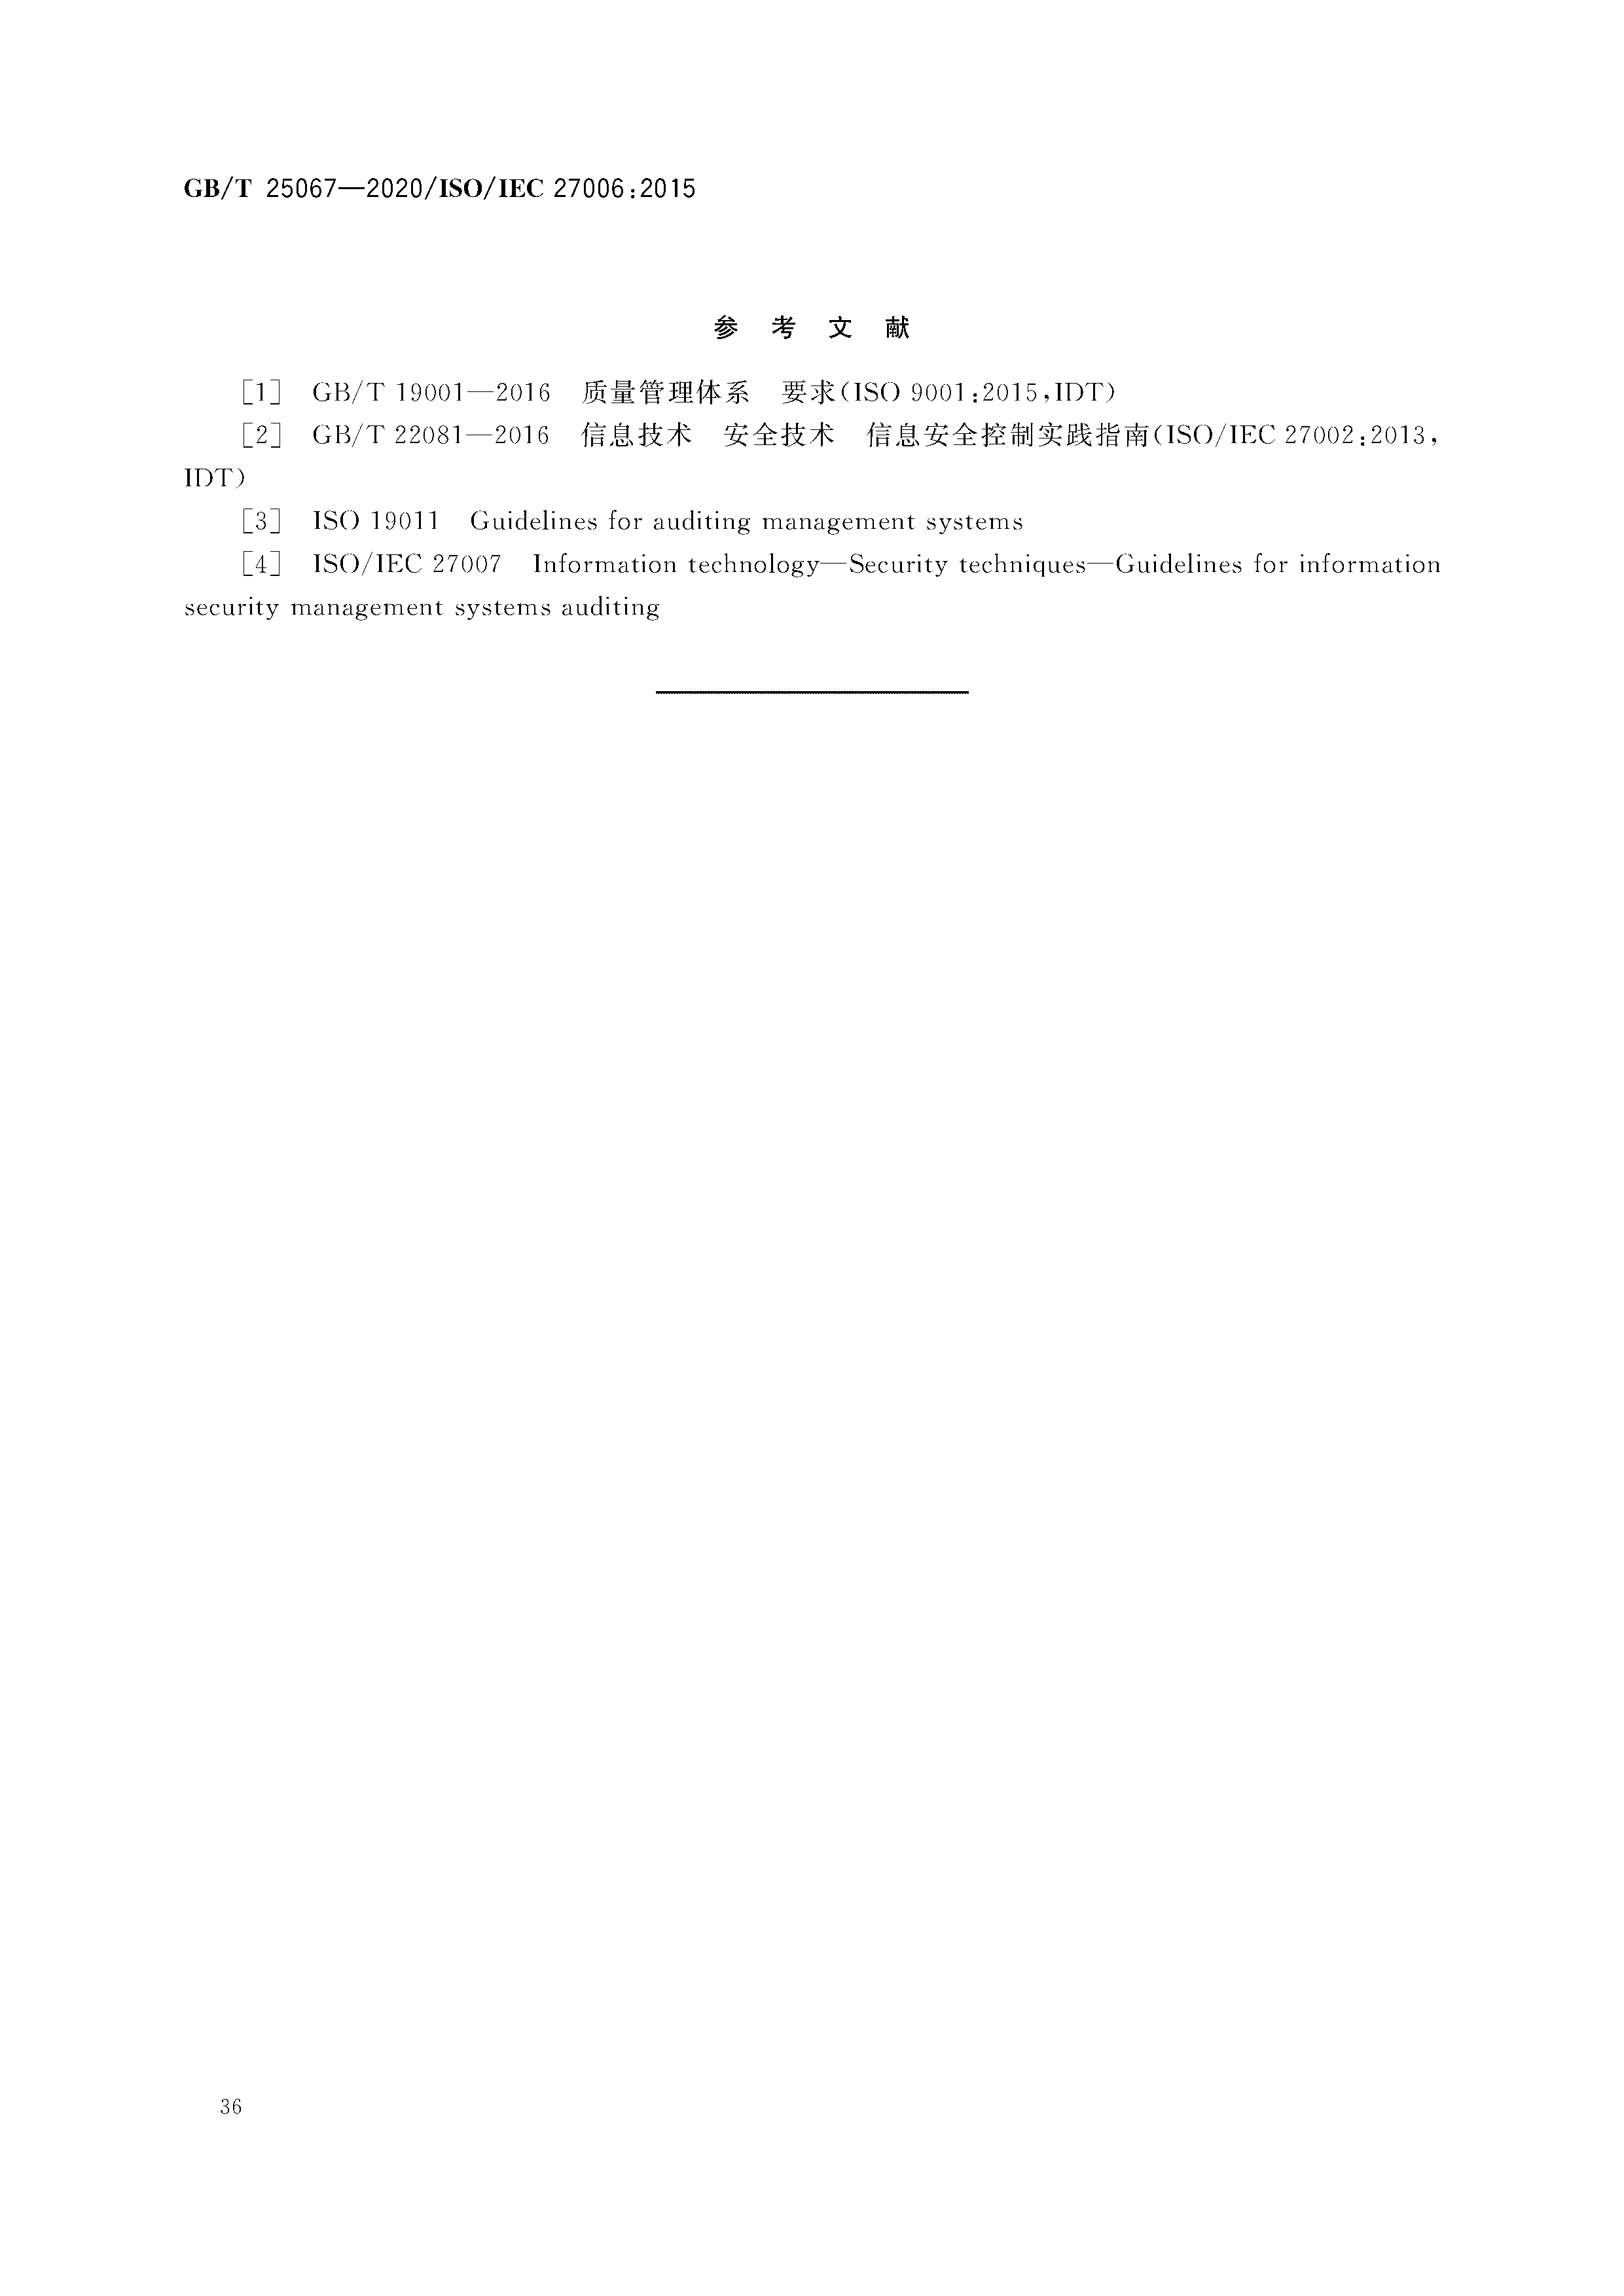 GB/T 25067—2020/ISO/IEC 27006:2015
参 考 文 献
[1] GB/T 19001—2016 质量管理体系 要求(ISO 9001:2015,IDT)
[2] GB/T 22081—2016 信息技术 安全技术 信息安全控制实践指南(ISO/IEC 27002:2013,
IDT)
[3] ISO 19011 Guidelines for auditing management systems
[4] ISO/IEC 27007 Information technology—Security techniques—Guidelines for information
security management systems auditing
36